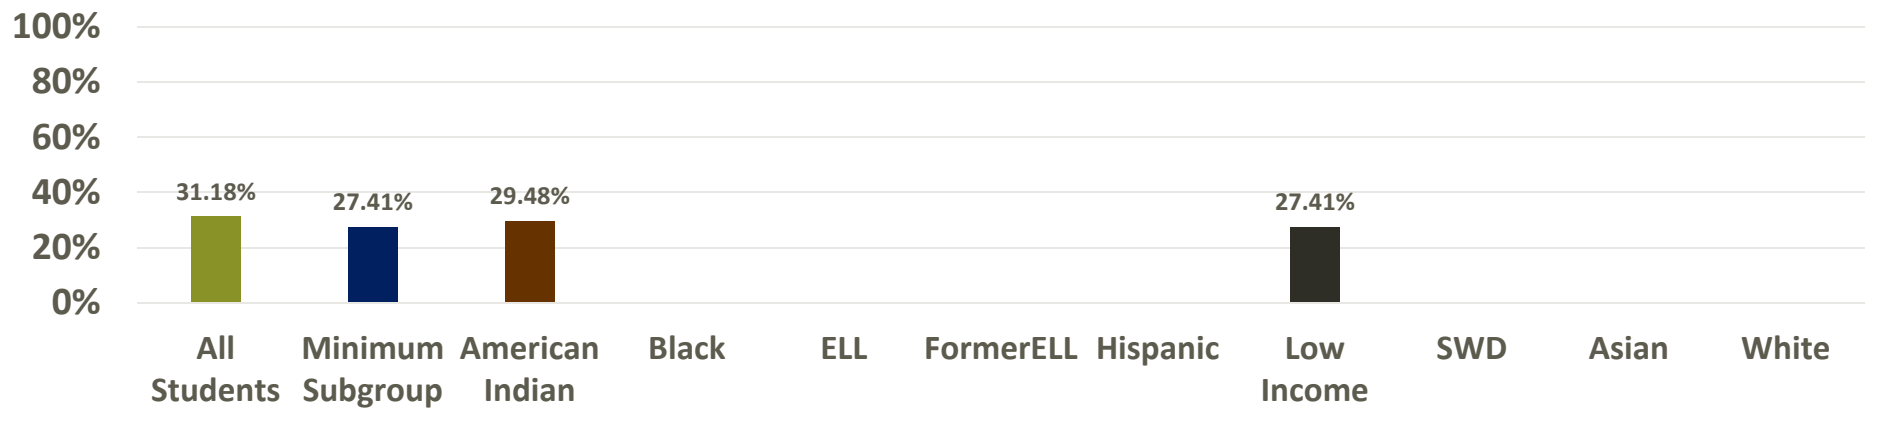 100%
80%
60%
40%
20%
0%
31.18%
27.41%
29.48%
27.41%
All Students
Minimum Subgroup
American Indian
Black
ELL
FormerELL
Hispanic
Low Income
SWD
Asian
White